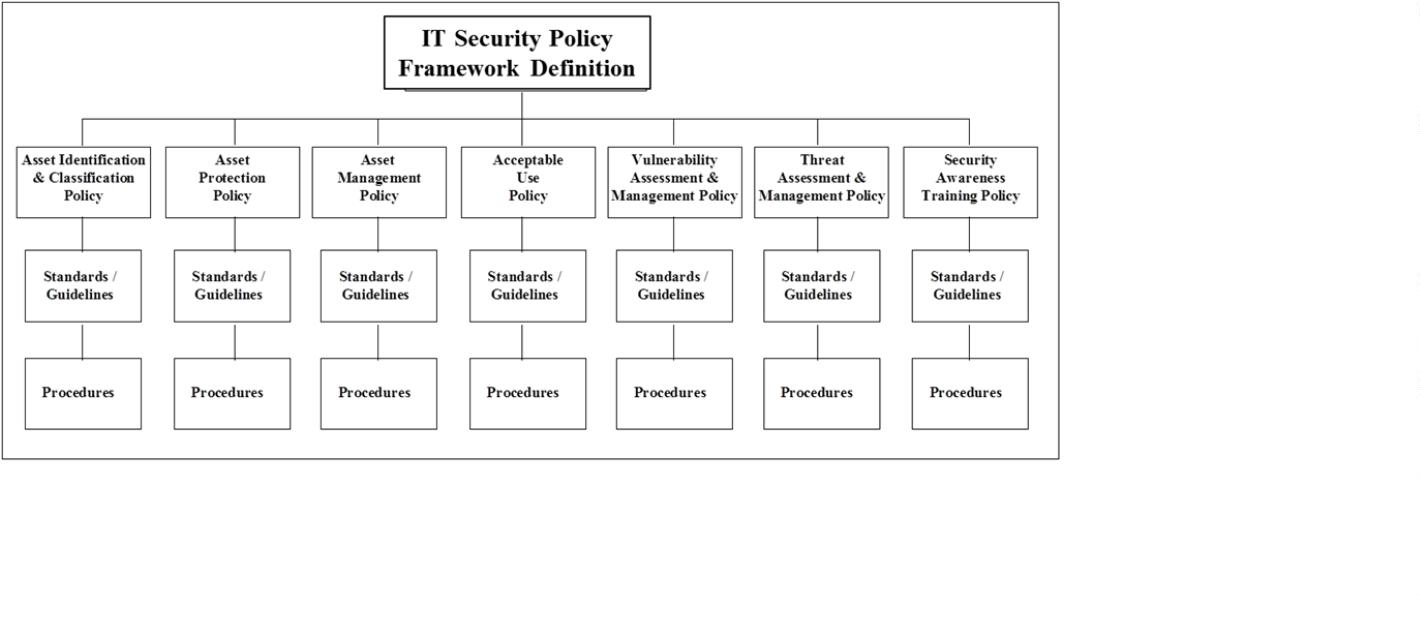 IT Security Policy
Framework Definition
Asset Identification
& Classification
Policy
Asset
Protection
Policy
Asset
Management
Policy
Acceptable
Use
Policy
Vulnerability
Assessment &
Management Policy
Threat
Assessment &
Management Policy
Security
Awareness
Training Policy
Standards /
Guidelines
Standards /
Guidelines
Standards /
Guidelines
Standards /
Guidelines
Standards /
Guidelines
Standards /
Guidelines
Standards /
Guidelines
Procedures
Procedures
Procedures
Procedures
Procedures
Procedures
Procedures